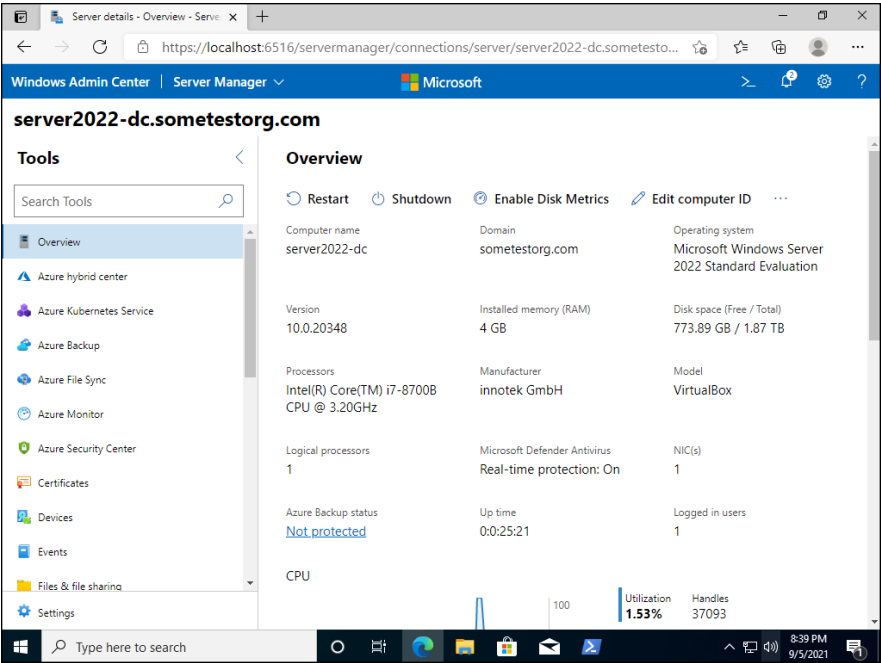 Server details - Overview - Serve
https://localhost:6516/servermanager/connections/server/server2022-dc.sometesto...
Windows Admin Center | Server Manager
Microsoft
2
?
server2022-dc.sometestorg.com
Tools
Search Tools
Overview
Azure hybrid center
Azure Kubernetes Service
Azure Backup
Azure File Sync
Azure Monitor
Azure Security Center
Certificates
Devices
Events
Files & file sharing
Settings
Overview
Restart Shutdown Enable Disk Metrics Edit computer ID ...
Computer name Domain Operating system
server2022-dc sometestorg.com Microsoft Windows Server
2022 Standard Evaluation
Version Installed memory (RAM) Disk space (Free / Total)
10.0.20348 4 GB 773.89 GB / 1.87 TB
Processors Manufacturer Model
Intel(R) Core(TM) i7-8700B innotek GmbH VirtualBox
CPU @ 3.20GHz
Logical processors Microsoft Defender Antivirus NIC(s)
1 Real-time protection: On 1
Azure Backup status Up time Logged in users
Not protected 0:0:25:21 1
CPU
100
Utilization Handles
1.53% 37093
Type here to search
8:39 PM
9/5/2021
1